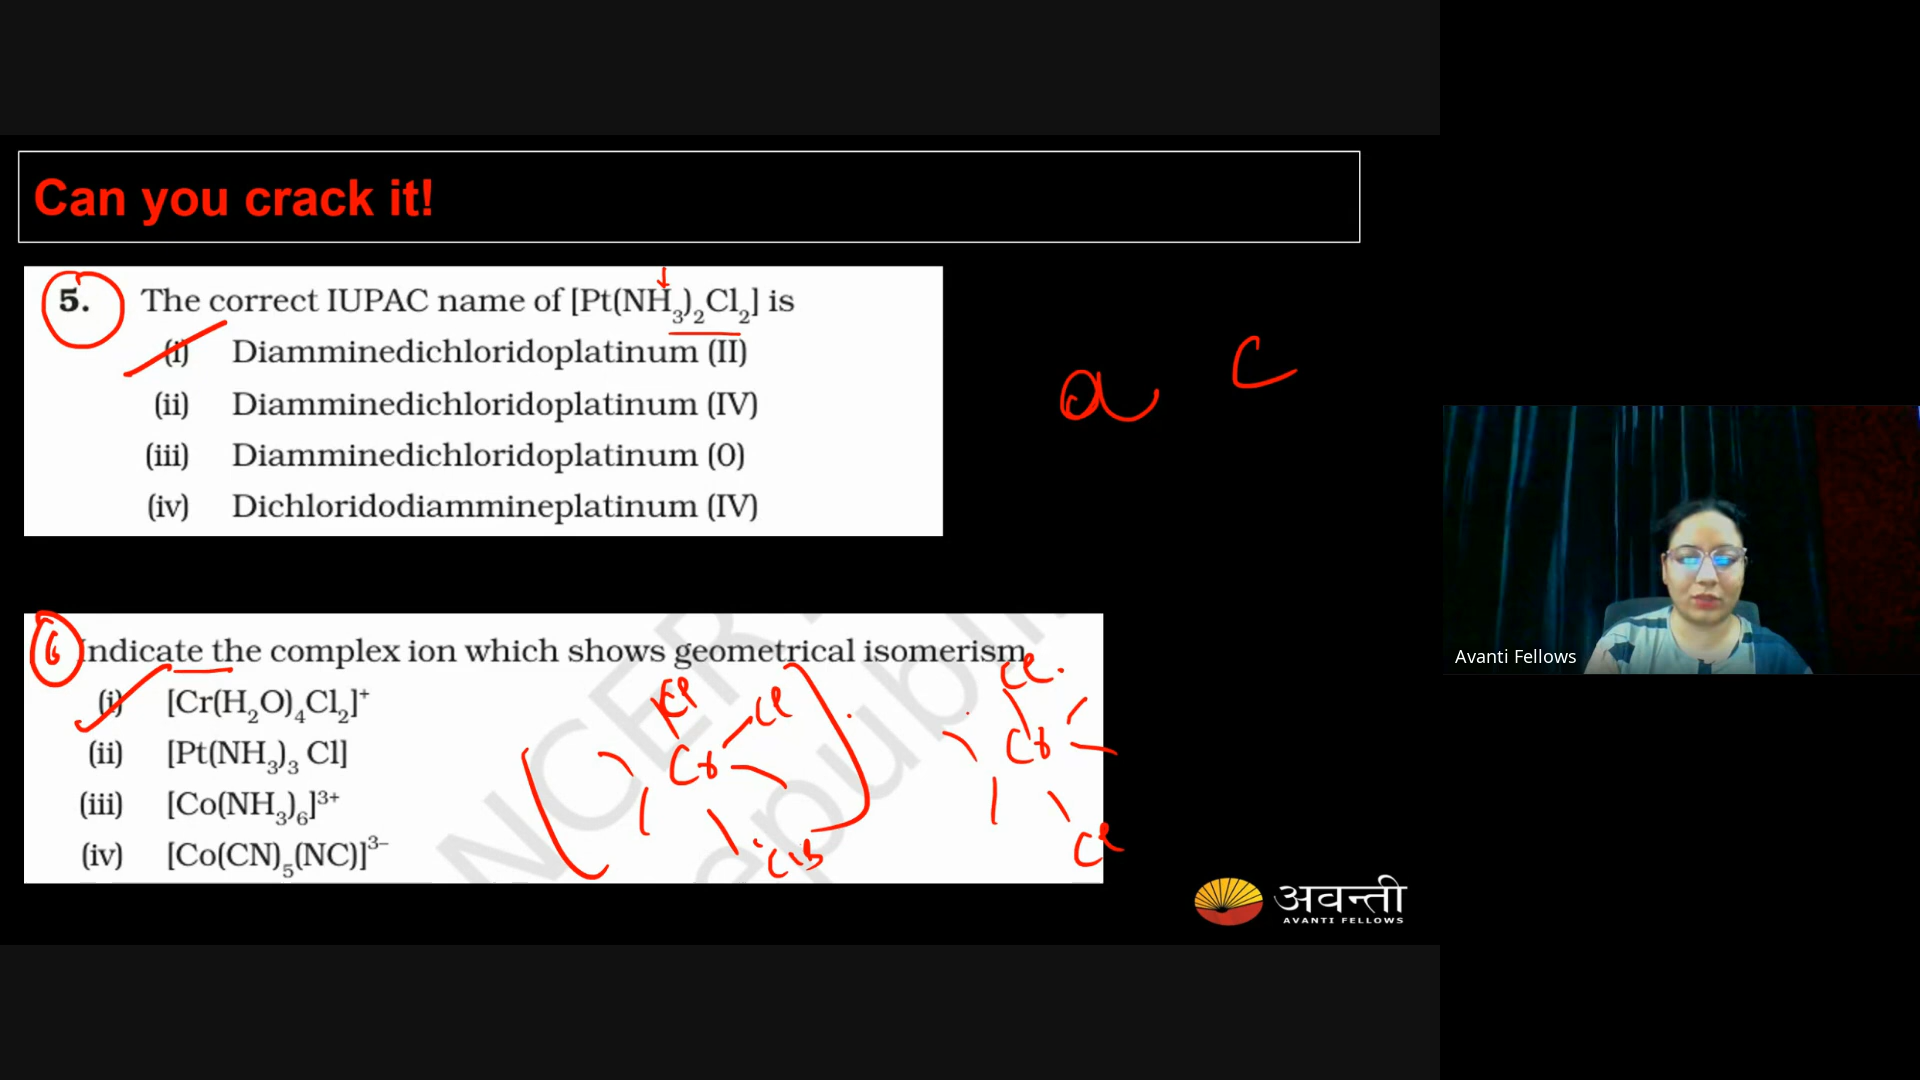 Can you crack it!
5. The correct IUPAC name of [Pt(NH₃)₂Cl₂] is
(i) Diamminedichloridoplatinum (II)
(ii) Diamminedichloridoplatinum (IV)
(iii) Diamminedichloridoplatinum (0)
(iv) Dichloridodiammineplatinum (IV)
a c
6 Indicate the complex ion which shows geometrical isomerism
(i) [Cr(H₂O)₄Cl₂]⁺
(ii) [Pt(NH₃)₃ Cl]
(iii) [Co(NH₃)₆]³⁺
(iv) [Co(CN)₅(NC)]³⁻
Cl Cl
Cr
Cis
Cl
Cr
Cl
NCERT
republi
Avanti Fellows
अवन्ती
AVANTI FELLOWS